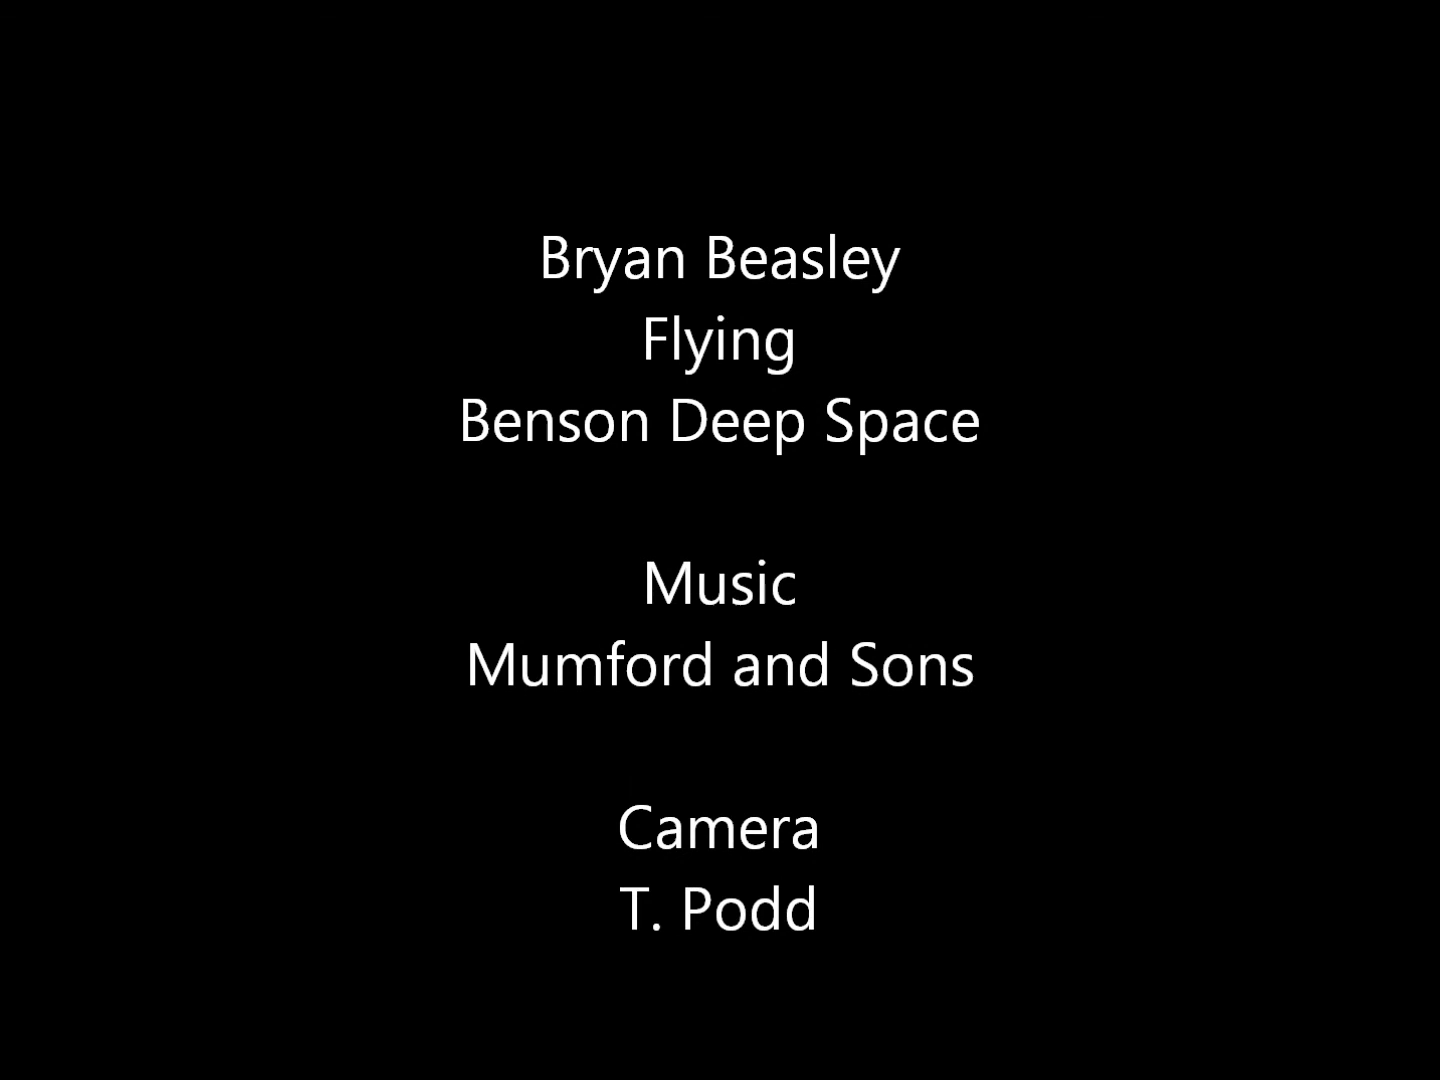 Bryan Beasley
Flying
Benson Deep Space
Music
Mumford and Sons
Camera
T. Podd